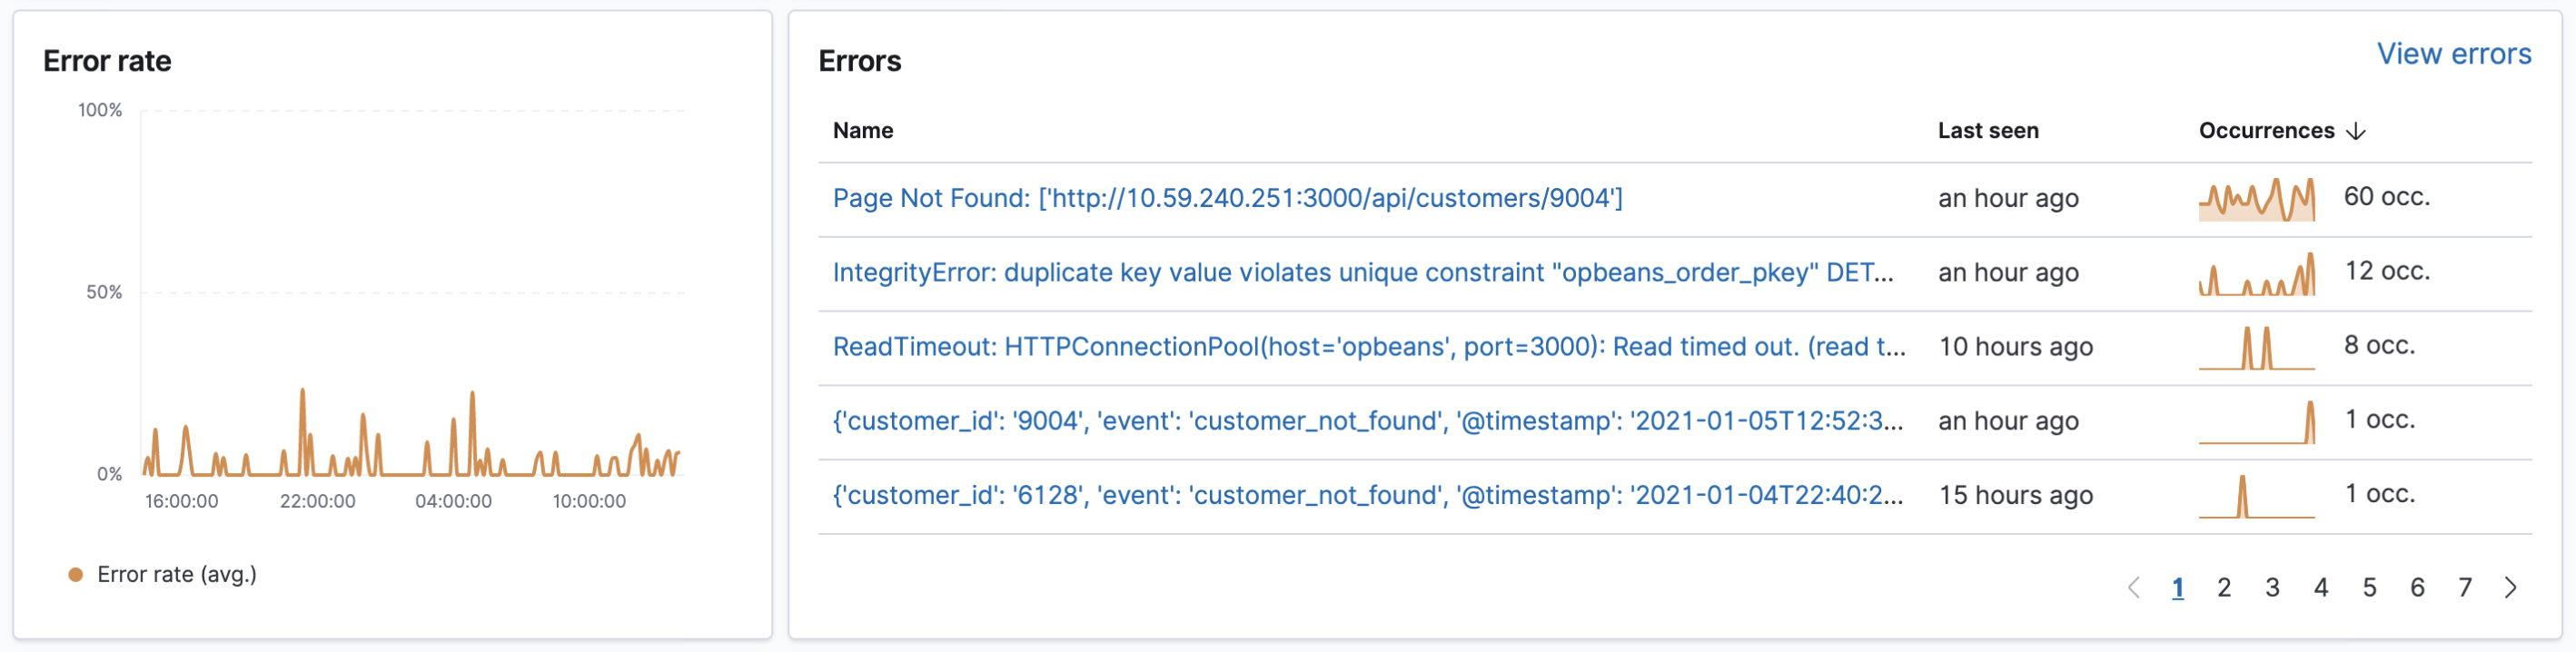 Error rate
100%
50%
0%
16:00:00 22:00:00 04:00:00 10:00:00
Error rate (avg.)
Errors
View errors
Name Last seen Occurrences
Page Not Found: ['http://10.59.240.251:3000/api/customers/9004'] an hour ago 60 occ.
IntegrityError: duplicate key value violates unique constraint "opbeans_order_pkey" DET... an hour ago 12 occ.
ReadTimeout: HTTPConnectionPool(host='opbeans', port=3000): Read timed out. (read t... 10 hours ago 8 occ.
{'customer_id': '9004', 'event': 'customer_not_found', '@timestamp': '2021-01-05T12:52:3... an hour ago 1 occ.
{'customer_id': '6128', 'event': 'customer_not_found', '@timestamp': '2021-01-04T22:40:2... 15 hours ago 1 occ.
1 2 3 4 5 6 7